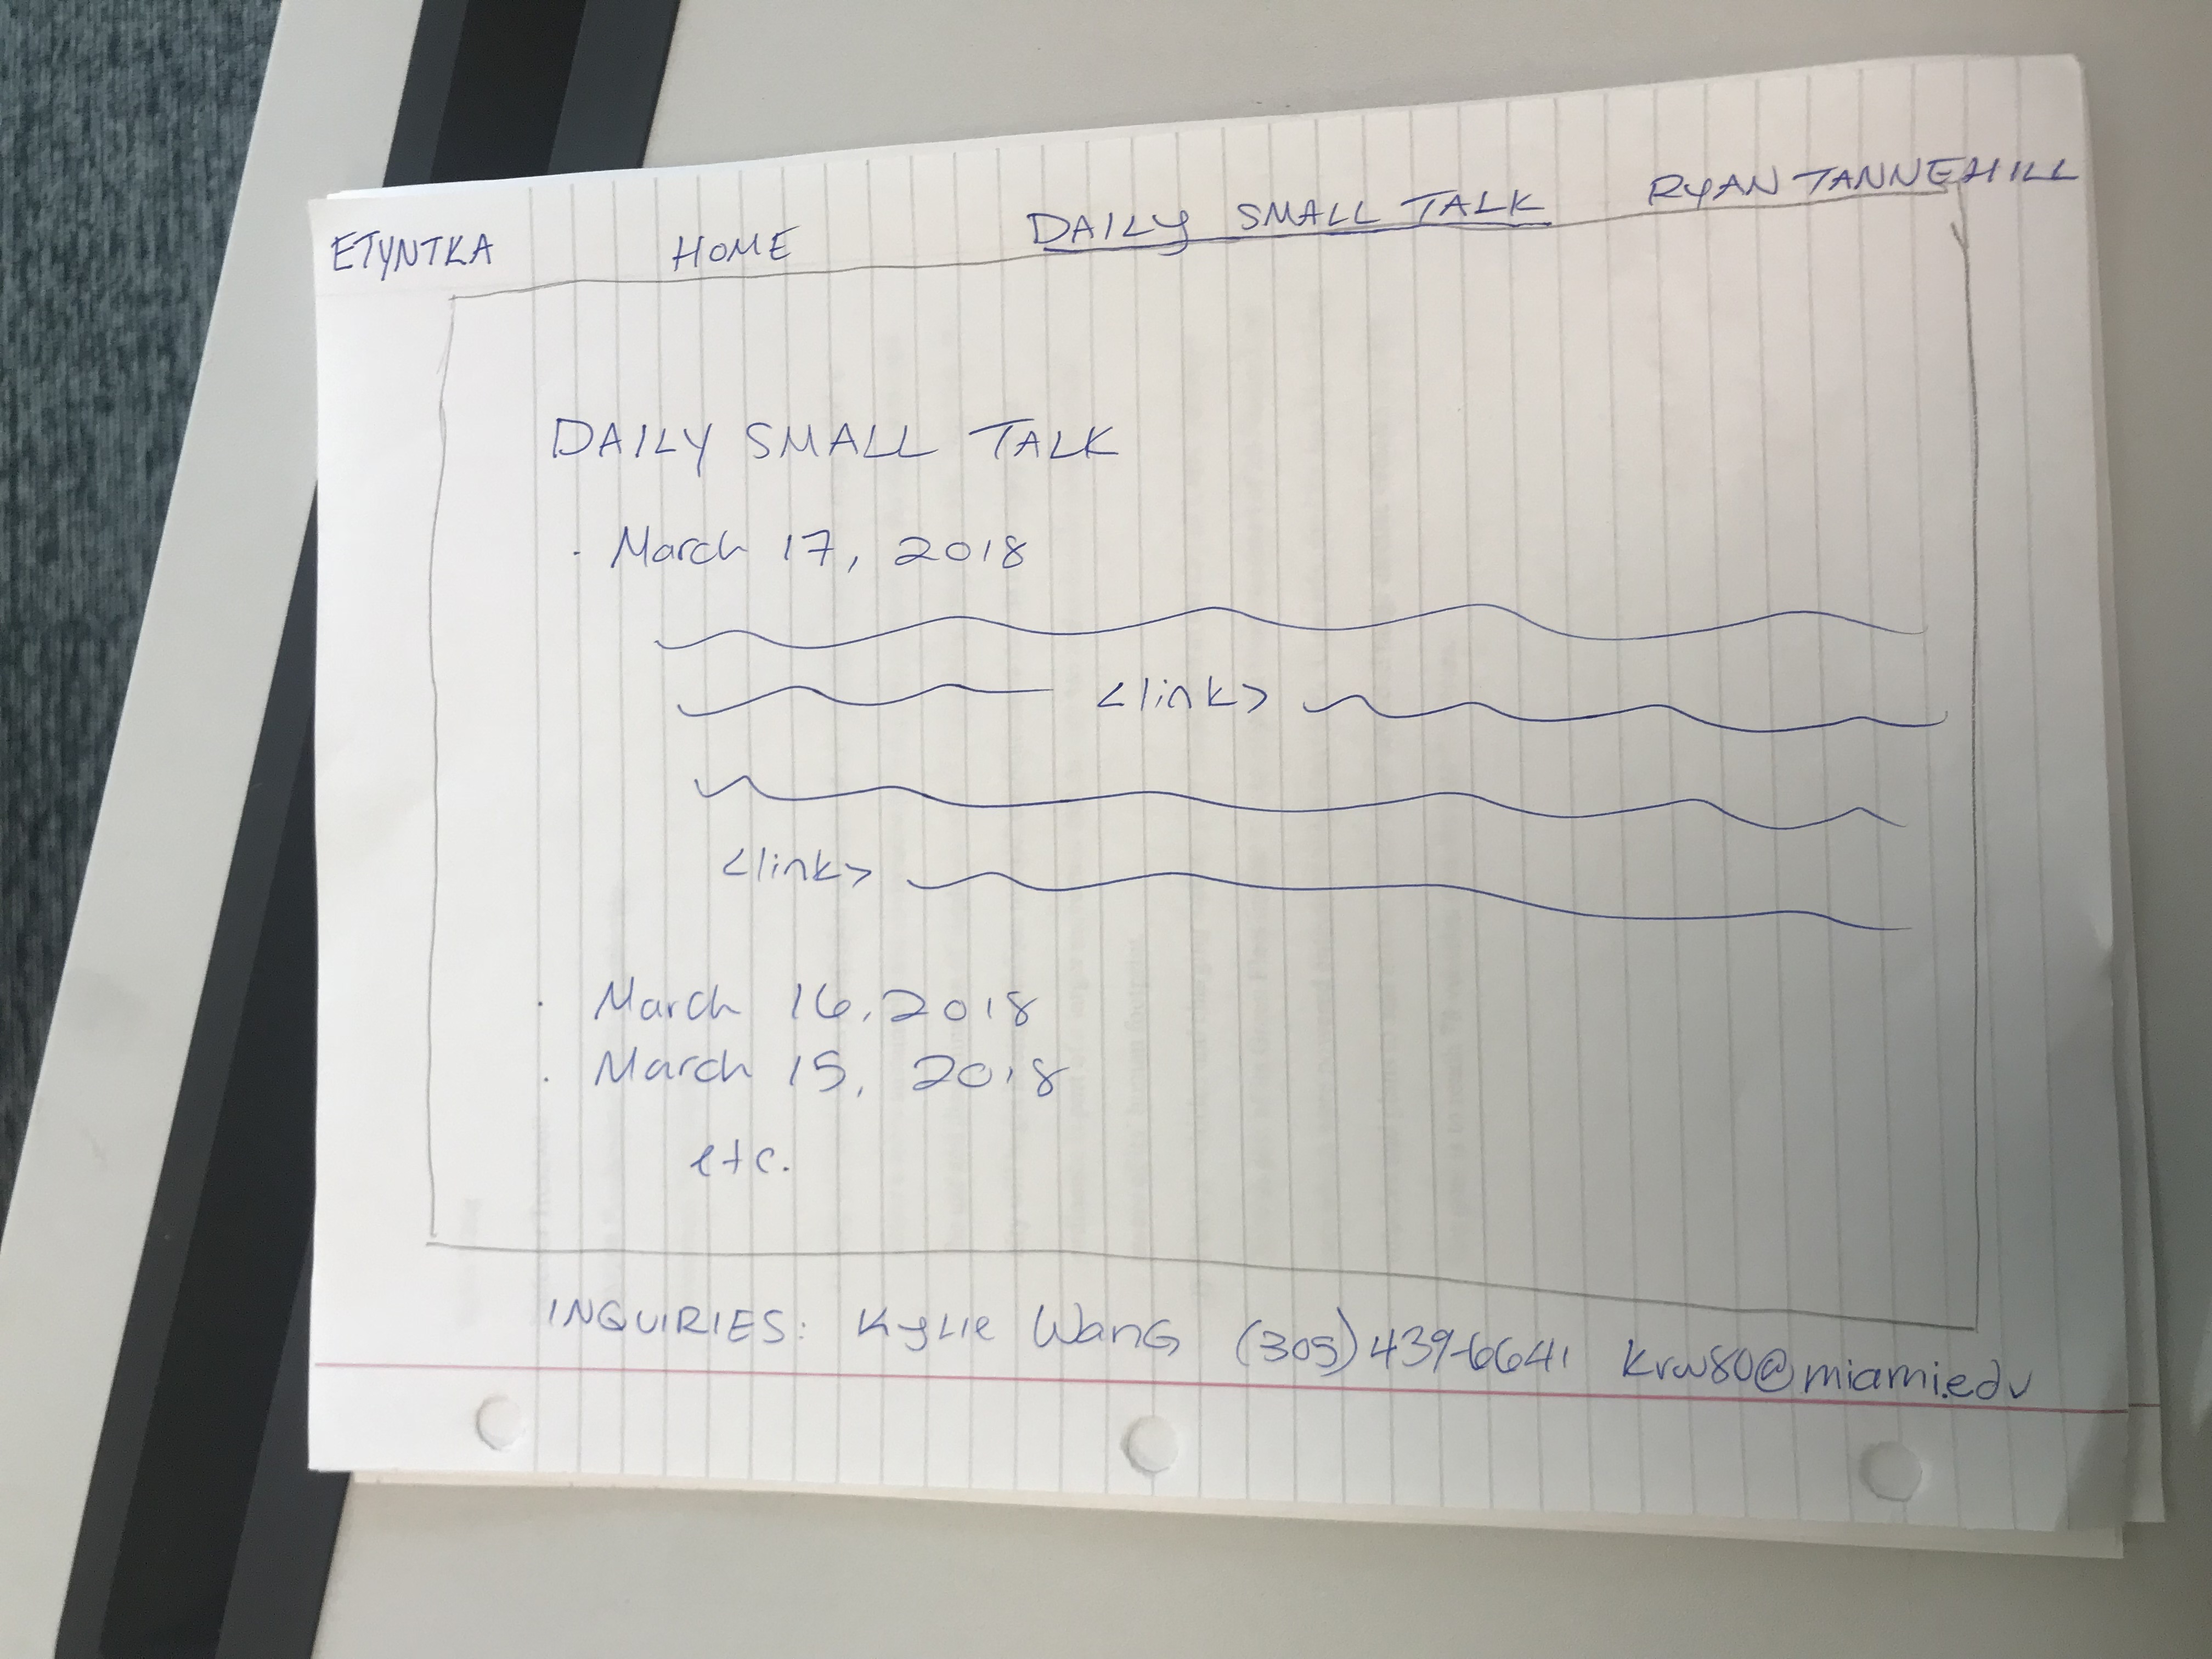 ETYNTKA HOME DAILY SMALL TALK RYAN TANNEHILL
DAILY SMALL TALK
. March 17, 2018
<link>
<link>
. March 16, 2018
. March 15, 2018
etc.
INQUIRIES: Kylie Wang (305) 439-6641 krw80@miami.edu